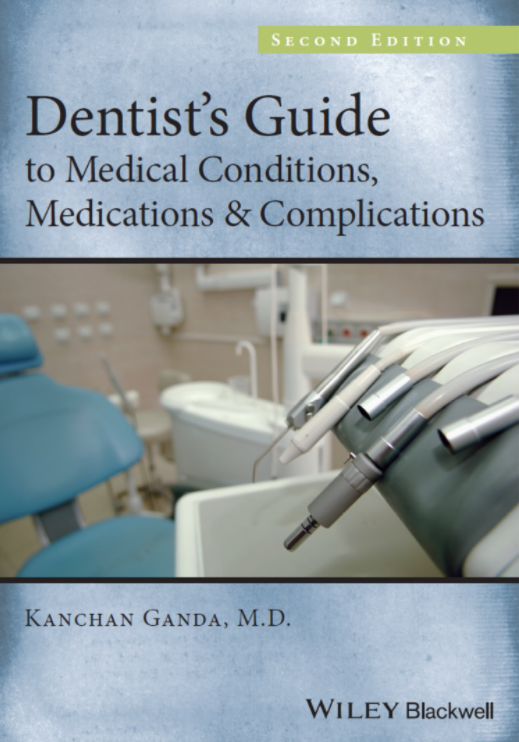 SECOND EDITION
Dentist's Guide
to Medical Conditions,
Medications & Complications
KANCHAN GANDA, M.D.
WILEY Blackwell